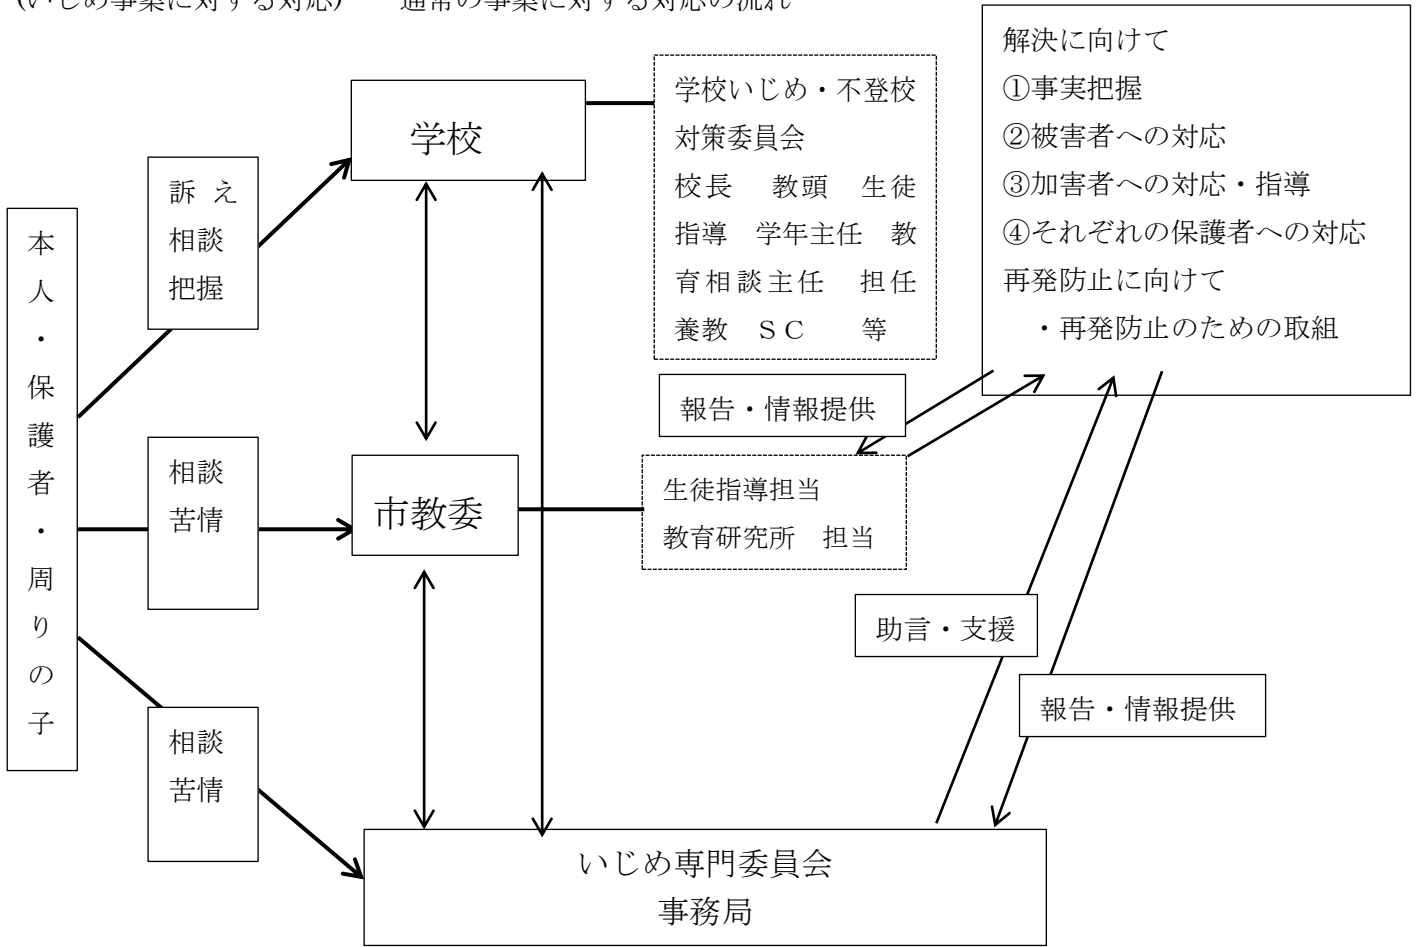 (いじめ事案に対する対応)　　通常の事案に対する対応の流れ
本人・保護者・周りの子
訴え
相談
把握
相談
苦情
相談
苦情
学校
市教委
学校いじめ・不登校
対策委員会
校長　教頭　生徒
指導　学年主任　教
育相談主任　担任
養教　ＳＣ　　等
報告・情報提供
生徒指導担当
教育研究所　担当
解決に向けて
①事実把握
②被害者への対応
③加害者への対応・指導
④それぞれの保護者への対応
再発防止に向けて
・再発防止のための取組
助言・支援
報告・情報提供
いじめ専門委員会
事務局